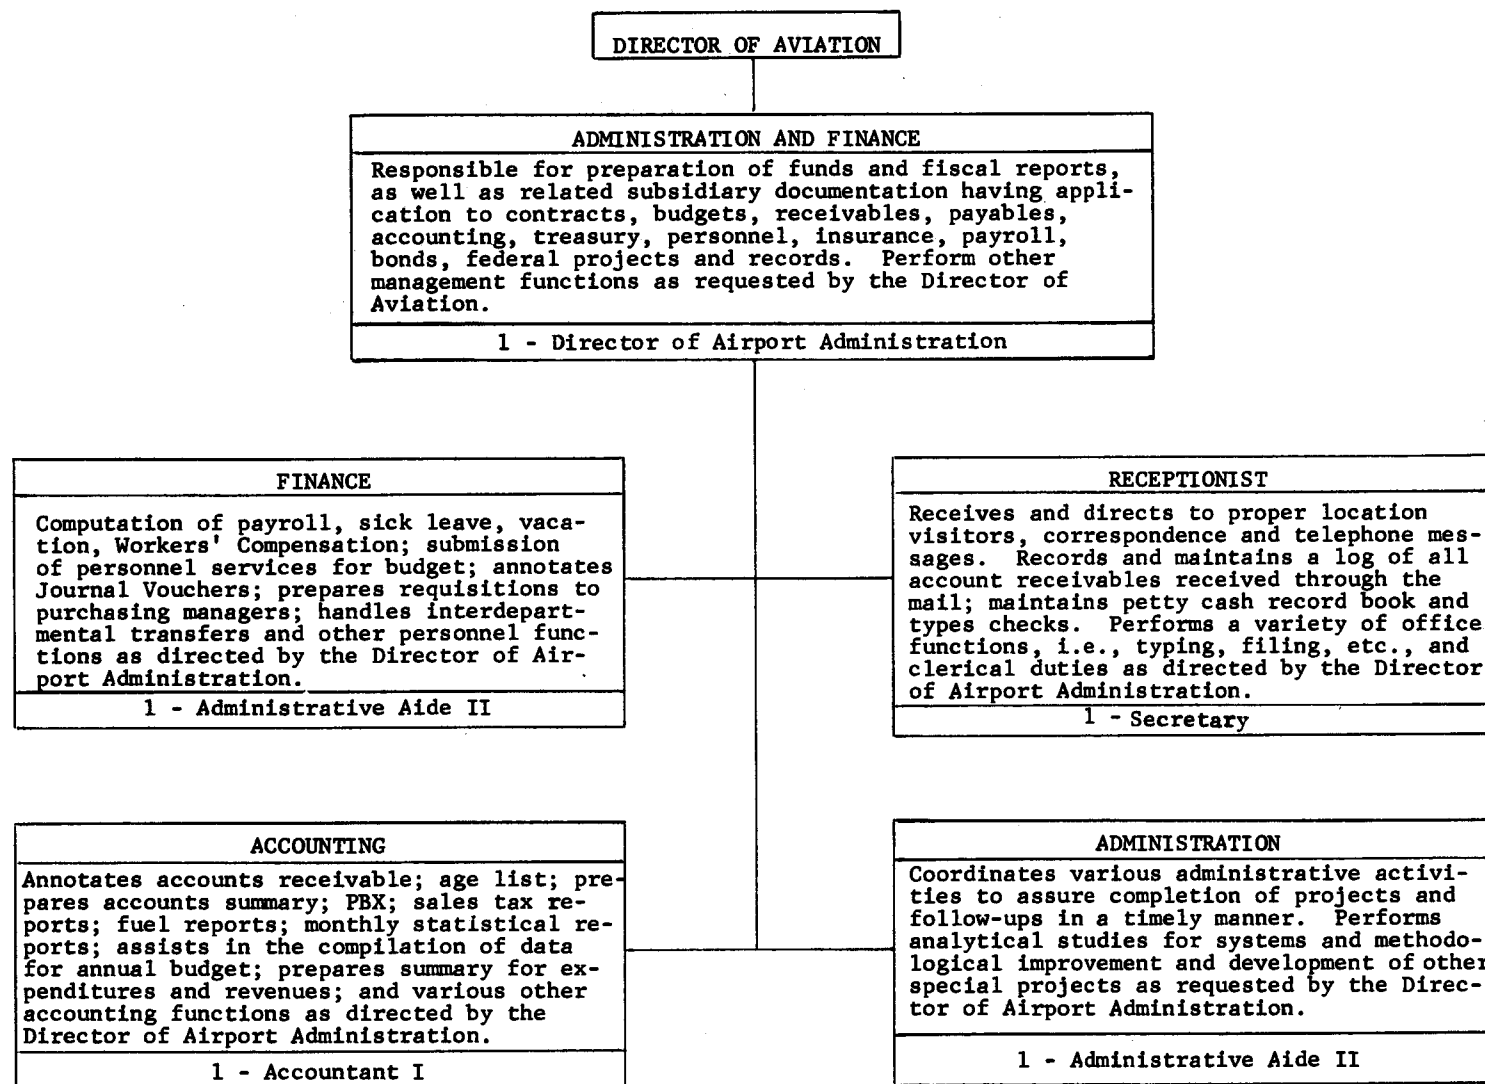 DIRECTOR OF AVIATION
ADMINISTRATION AND FINANCE
Responsible for preparation of funds and fiscal reports,
as well as related subsidiary documentation having appli-
cation to contracts, budgets, receivables, payables,
accounting, treasury, personnel, insurance, payroll,
bonds, federal projects and records. Perform other
management functions as requested by the Director of
Aviation.
1 - Director of Airport Administration
FINANCE
Computation of payroll, sick leave, vaca-
tion, Workers' Compensation; submission
of personnel services for budget; annotates
Journal Vouchers; prepares requisitions to
purchasing managers; handles interdepart-
mental transfers and other personnel func-
tions as directed by the Director of Air-
port Administration.
1 - Administrative Aide II
RECEPTIONIST
Receives and directs to proper location
visitors, correspondence and telephone mes-
sages. Records and maintains a log of all
account receivables received through the
mail; maintains petty cash record book and
types checks. Performs a variety of office
functions, i.e., typing, filing, etc., and
clerical duties as directed by the Director
of Airport Administration.
1 - Secretary
ACCOUNTING
Annotates accounts receivable; age list; pre-
pares accounts summary; PBX; sales tax re-
ports; fuel reports; monthly statistical re-
ports; assists in the compilation of data
for annual budget; prepares summary for ex-
penditures and revenues; and various other
accounting functions as directed by the
Director of Airport Administration.
1 - Accountant I
ADMINISTRATION
Coordinates various administrative activi-
ties to assure completion of projects and
follow-ups in a timely manner. Performs
analytical studies for systems and methodo-
logical improvement and development of other
special projects as requested by the Direc-
tor of Airport Administration.
1 - Administrative Aide II